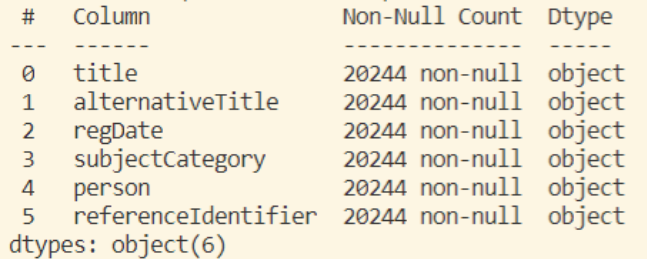 #   Column               Non-Null Count  Dtype
---  ------               --------------  -----
0   title                20244 non-null  object
1   alternativeTitle     20244 non-null  object
2   regDate              20244 non-null  object
3   subjectCategory      20244 non-null  object
4   person               20244 non-null  object
5   referenceIdentifier  20244 non-null  object
dtypes: object(6)